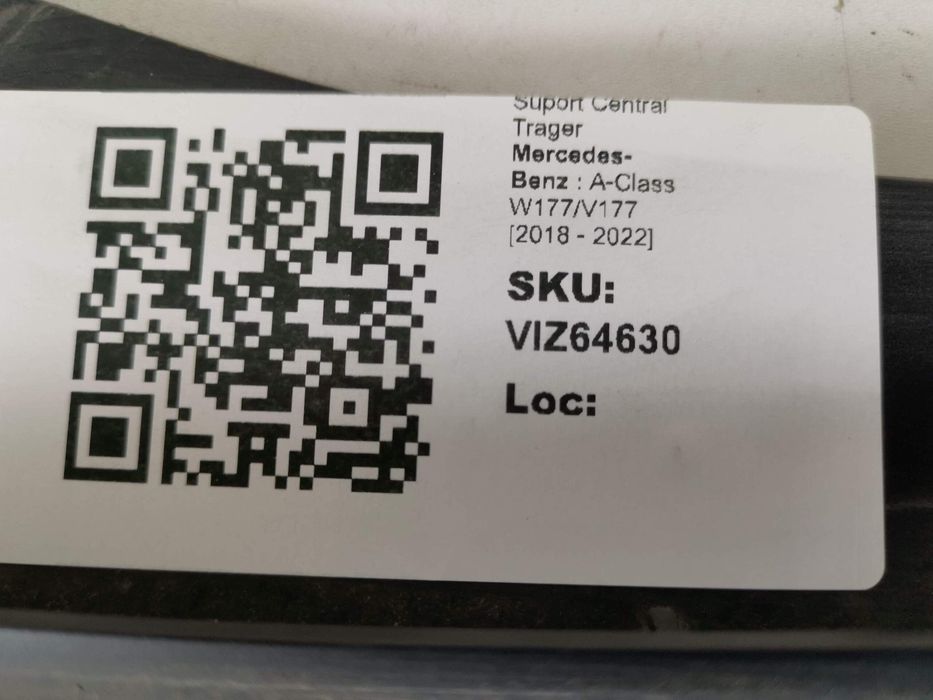 Suport Central
Trager
Mercedes-
Benz : A-Class
W177/V177
[2018 - 2022]
SKU:
VIZ64630
Loc: